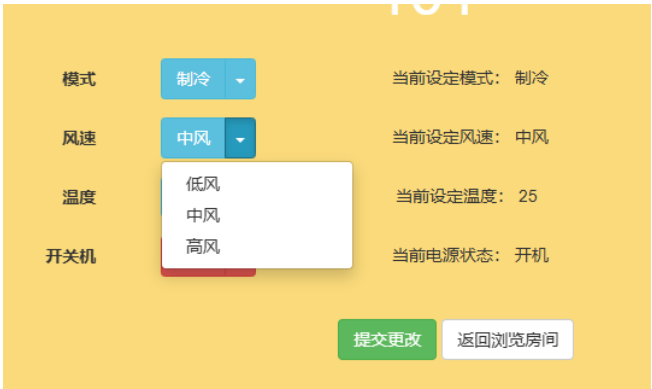 模式 制冷 当前设定模式： 制冷
风速 中风 当前设定风速： 中风
低风
温度 当前设定温度： 25
中风
高风
开关机 当前电源状态： 开机
提交更改 返回浏览房间